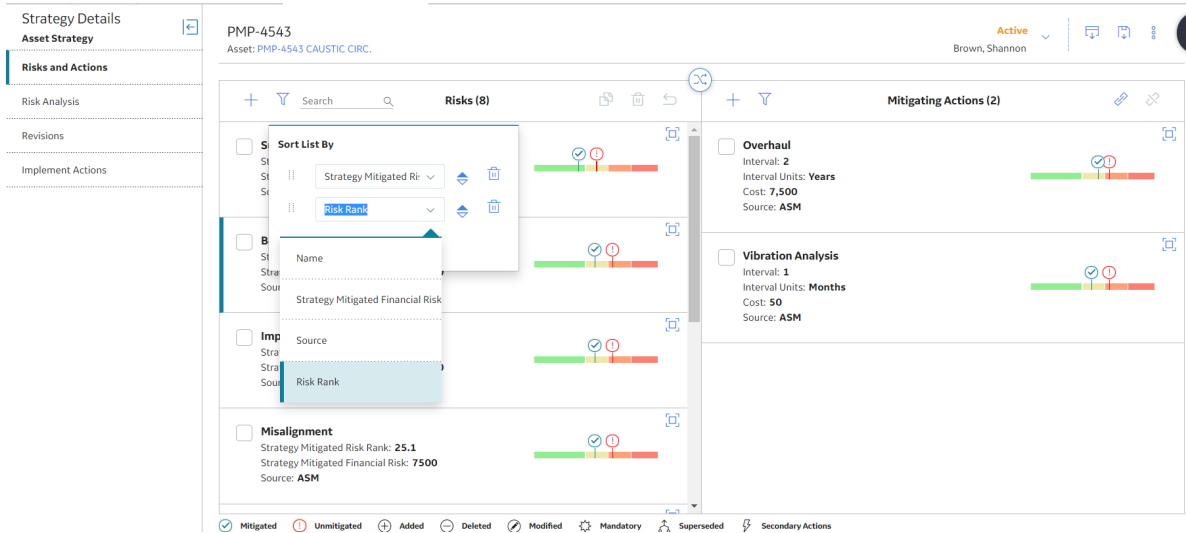 Strategy Details
Asset Strategy
Risks and Actions
Risk Analysis
Revisions
Implement Actions
PMP-4543
Asset: PMP-4543 CAUSTIC CIRC.
Active
Brown, Shannon
Search
Risks (8)
Sort List By
Strategy Mitigated Ris
Risk Rank
Name
Strategy Mitigated Financial Risk
Source
Risk Rank
Misalignment
Strategy Mitigated Risk Rank: 25.1
Strategy Mitigated Financial Risk: 7500
Source: ASM
Mitigating Actions (2)
Overhaul
Interval: 2
Interval Units: Years
Cost: 7,500
Source: ASM
Vibration Analysis
Interval: 1
Interval Units: Months
Cost: 50
Source: ASM
Mitigated Unmitigated Added Deleted Modified Mandatory Superseded Secondary Actions